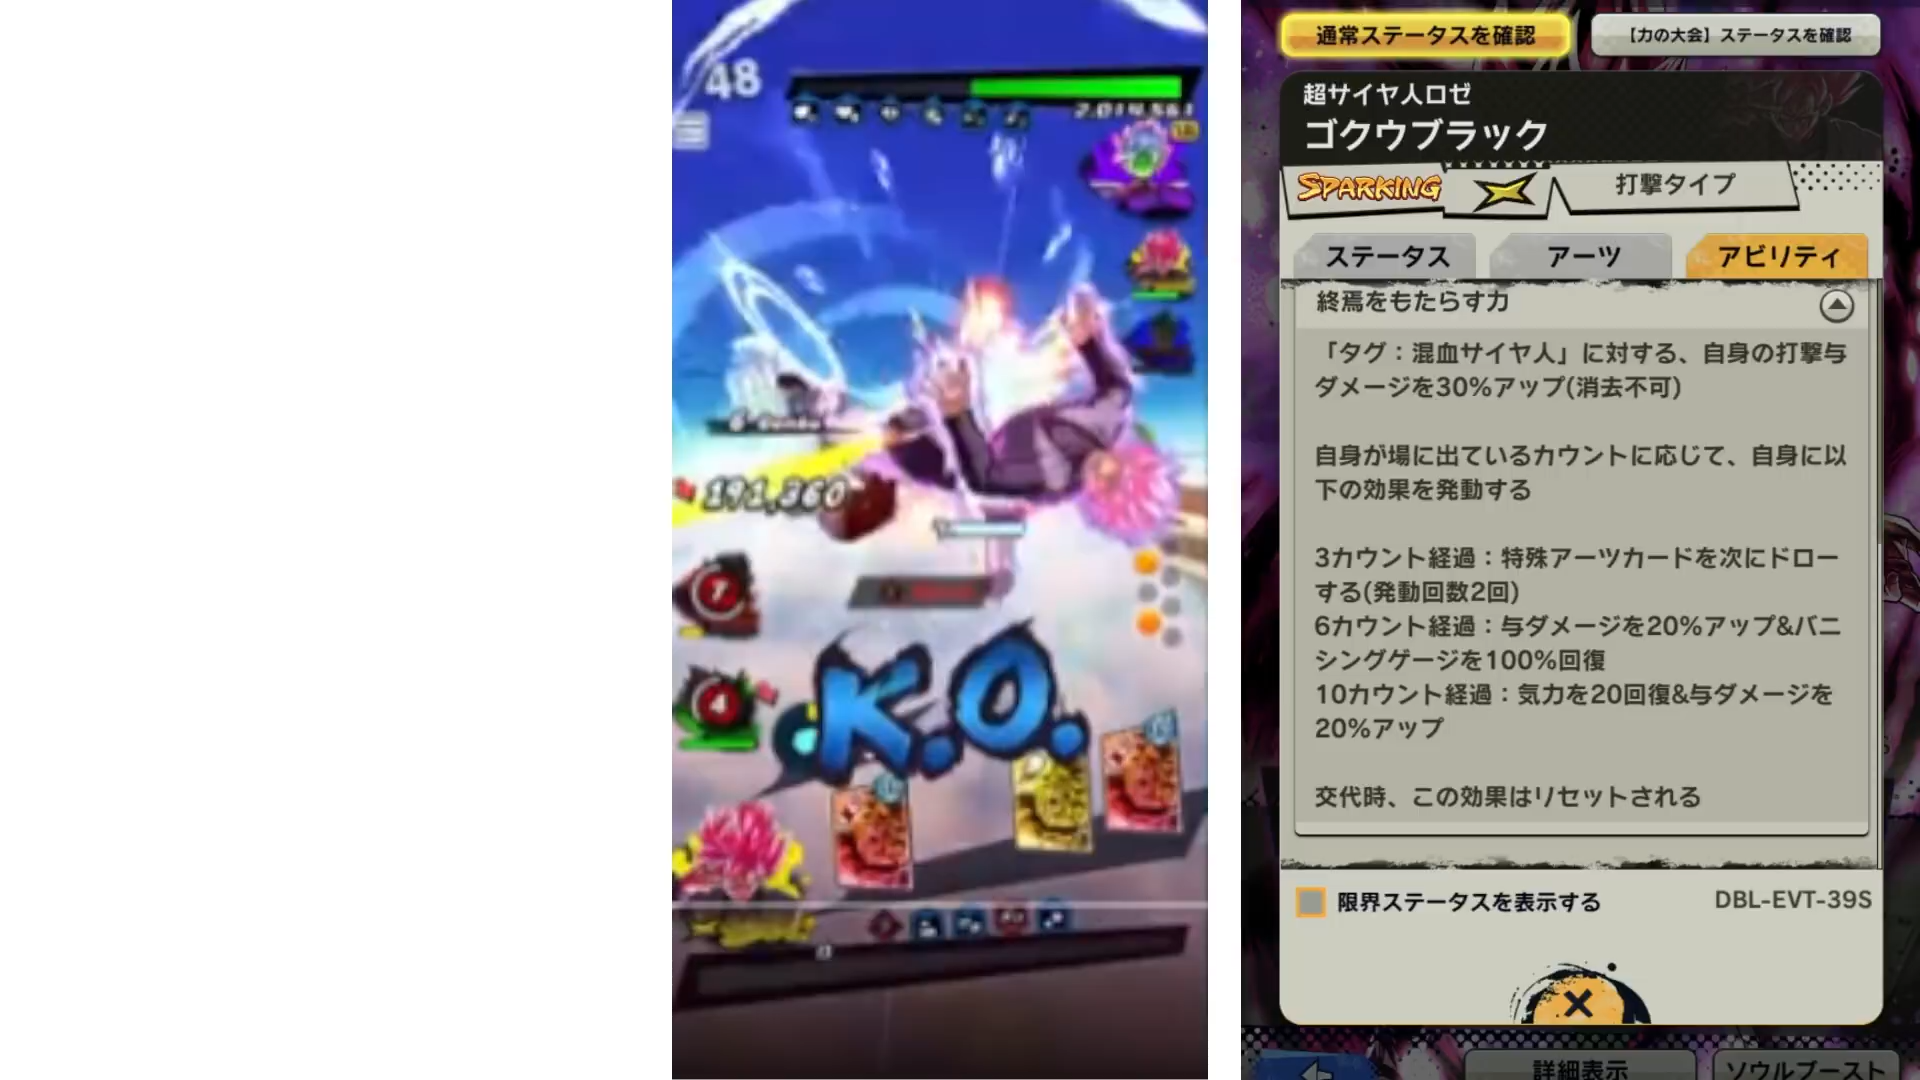 48
2,014,561
191,360
7
4
K.O.
通常ステータスを確認
【力の大会】ステータスを確認
超サイヤ人ロゼ
ゴクウブラック
SPARKING
打撃タイプ
ステータス
アーツ
アビリティ
終焉をもたらす力
「タグ：混血サイヤ人」に対する、自身の打撃与
ダメージを30%アップ(消去不可)
自身が場に出ているカウントに応じて、自身に以
下の効果を発動する
3カウント経過：特殊アーツカードを次にドロー
する(発動回数2回)
6カウント経過：与ダメージを20%アップ&バニ
シングゲージを100%回復
10カウント経過：気力を20回復&与ダメージを
20%アップ
交代時、この効果はリセットされる
限界ステータスを表示する
DBL-EVT-39S
詳細表示
ソウルブースト